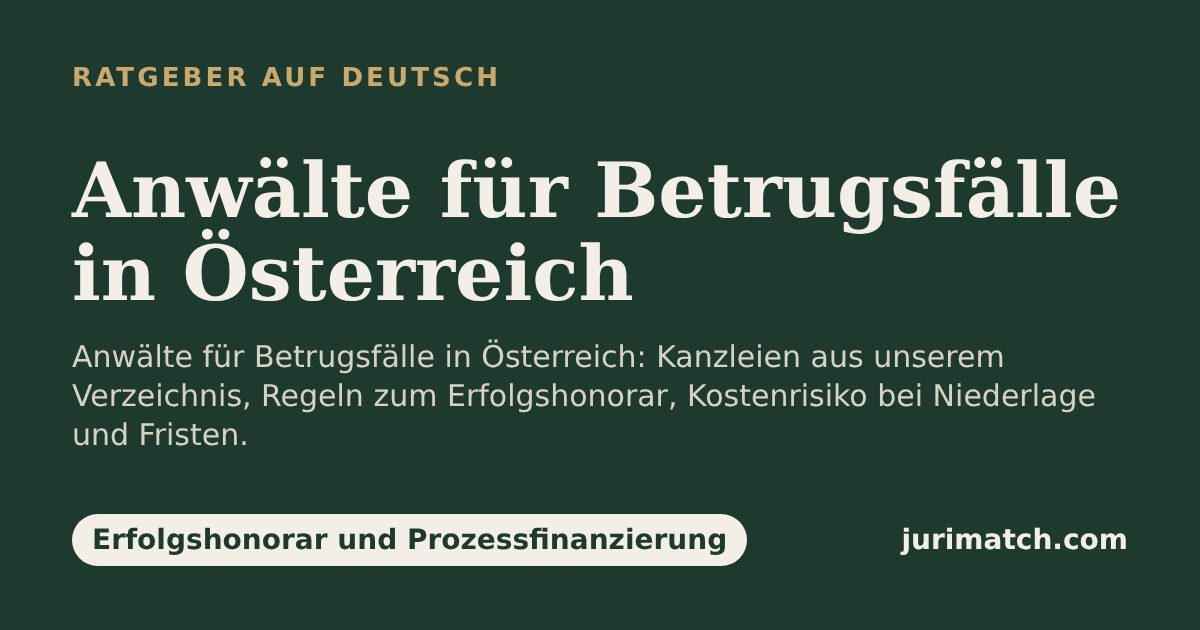 RATGEBER AUF DEUTSCH
Anwälte für Betrugsfälle
in Österreich
Anwälte für Betrugsfälle in Österreich: Kanzleien aus unserem
Verzeichnis, Regeln zum Erfolgshonorar, Kostenrisiko bei Niederlage
und Fristen.
Erfolgshonorar und Prozessfinanzierung
jurimatch.com